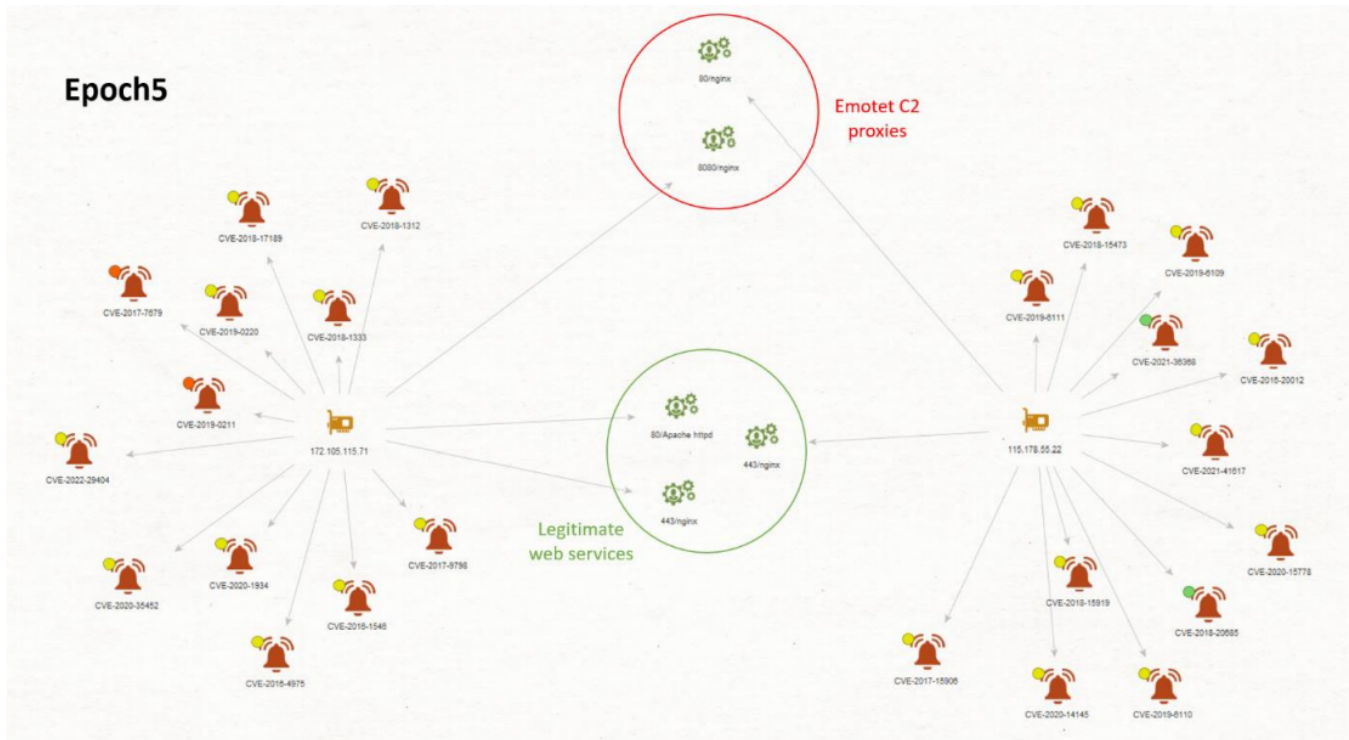 Epoch5
80/nginx
Emotet C2
proxies
8080/nginx
CVE-2018-1312
CVE-2018-17189
CVE-2018-15473
CVE-2019-6109
CVE-2017-7679
CVE-2019-0220
CVE-2018-1333
CVE-2019-6111
CVE-2021-36368
CVE-2016-20012
CVE-2019-0211
80/Apache httpd
172.105.115.71
115.178.55.22
443/nginx
CVE-2022-29404
CVE-2021-41617
443/nginx
Legitimate
web services
CVE-2017-9798
CVE-2020-1934
CVE-2020-15778
CVE-2020-35452
CVE-2018-15919
CVE-2016-1546
CVE-2018-20685
CVE-2016-4975
CVE-2017-15906
CVE-2020-14145
CVE-2019-6110